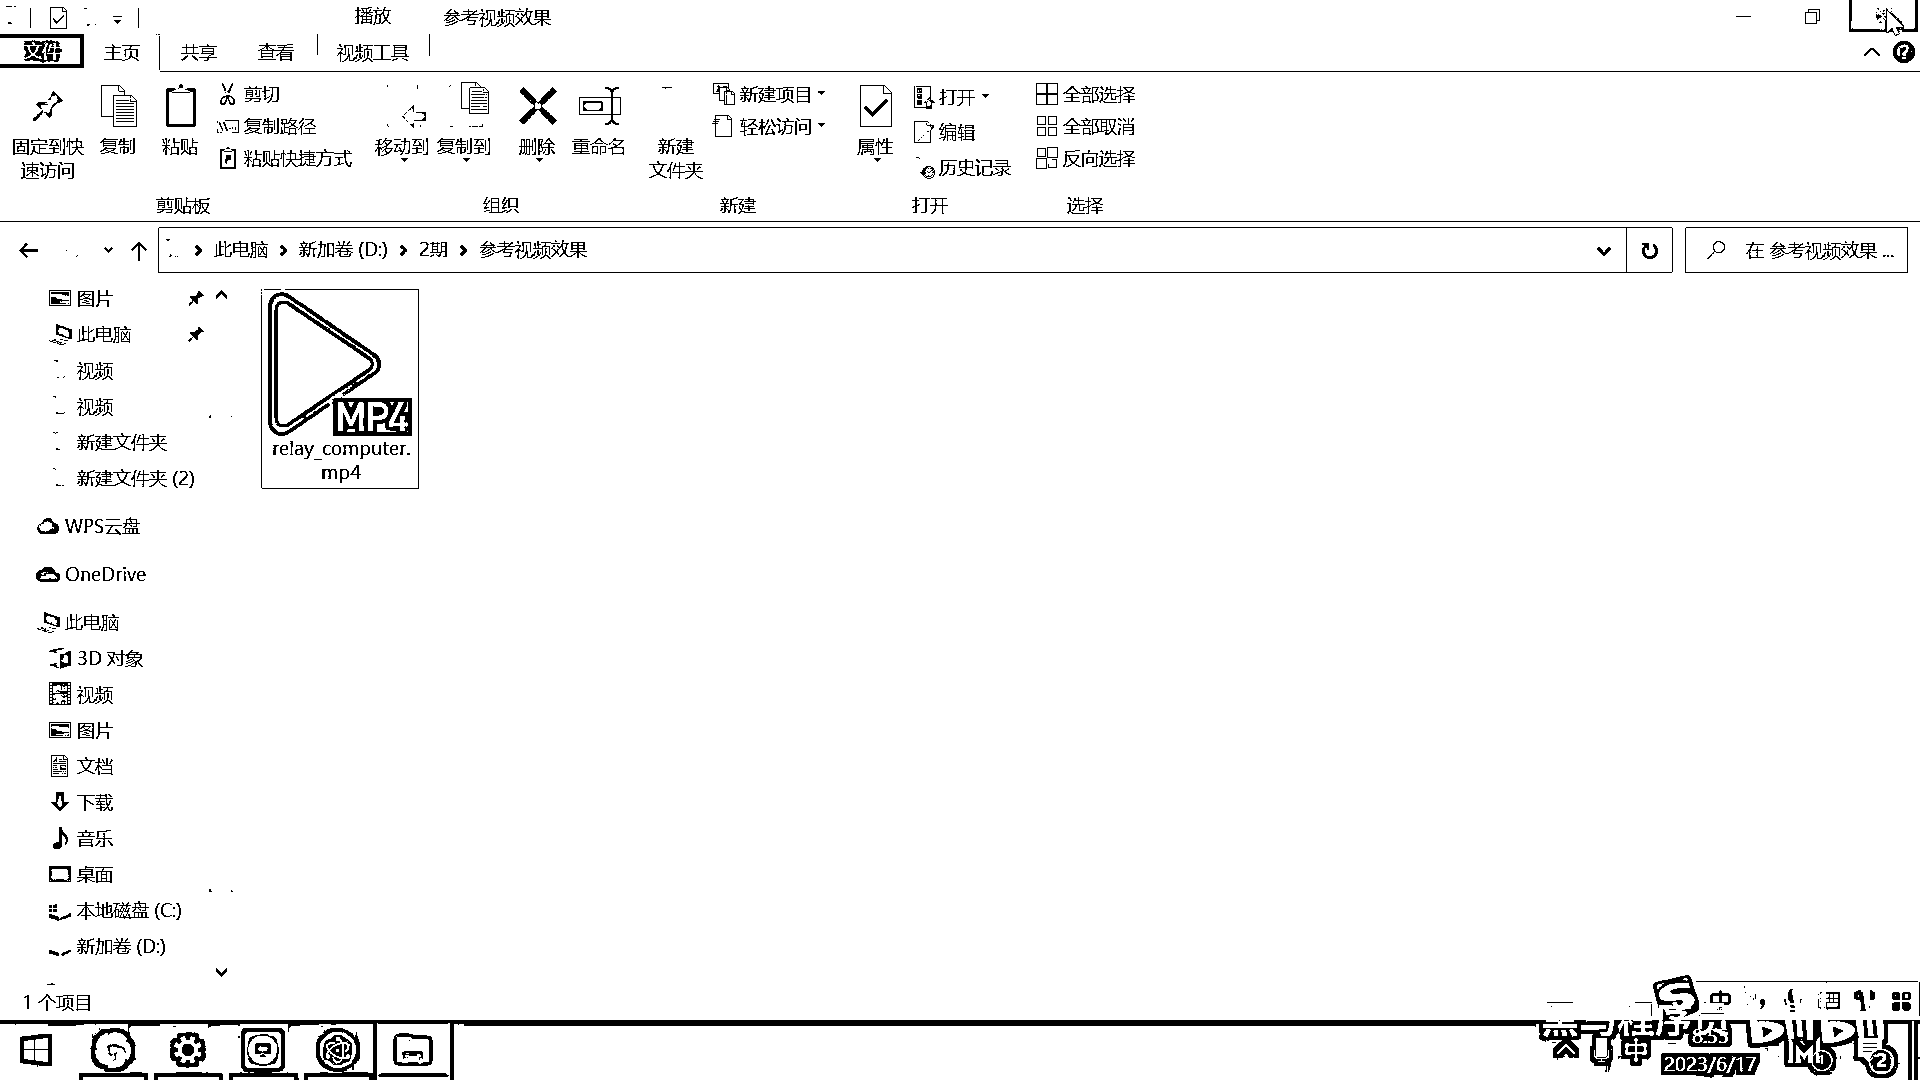 播放 参考视频效果
文件 主页 共享 查看 视频工具
固定到快速访问
复制
粘贴
剪切
复制路径
粘贴快捷方式
剪贴板
移动到
复制到
删除
重命名
组织
新建
文件夹
新建项目
轻松访问
新建
属性
打开
编辑
历史记录
打开
全部选择
全部取消
反向选择
选择
此电脑 新加卷 (D:) 2期 参考视频效果
在 参考视频效果 ...
图片
此电脑
视频
视频
新建文件夹
新建文件夹 (2)
WPS云盘
OneDrive
此电脑
3D 对象
视频
图片
文档
下载
音乐
桌面
本地磁盘 (C:)
新加卷 (D:)
MP4
relay_computer.
mp4
1 个项目
中
中
2023/6/17
2